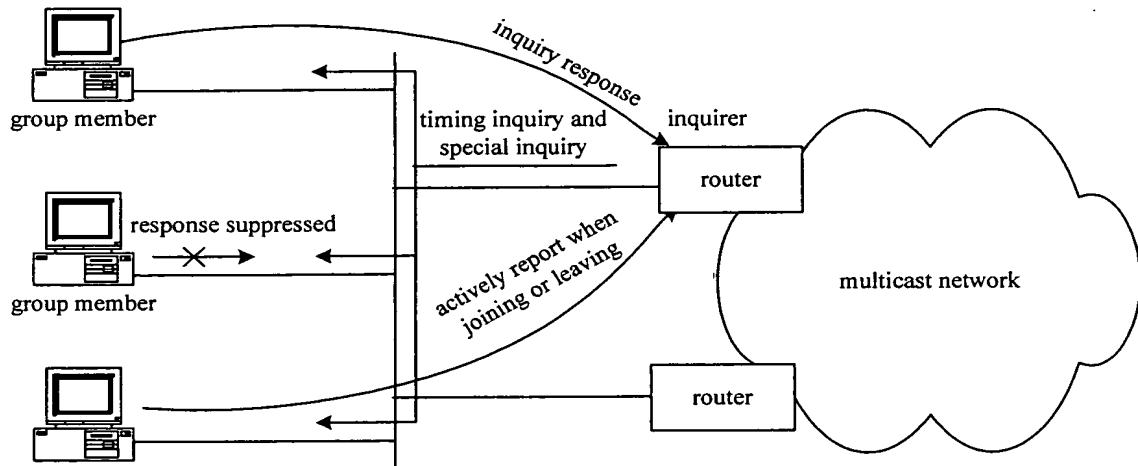 inquiry response
group member
timing inquiry and
special inquiry
inquirer
router
response suppressed
group member
actively report when
joining or leaving
multicast network
router